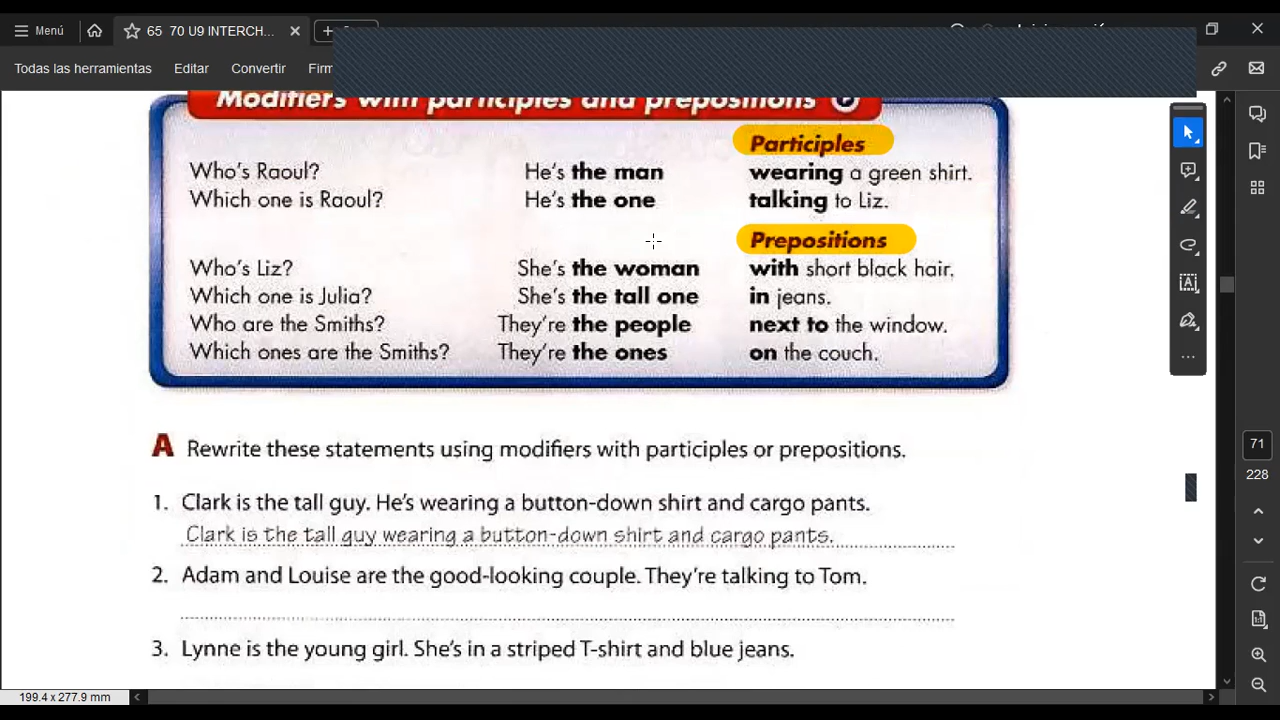 Menú
65 70 U9 INTERCH...
Todas las herramientas Editar Convertir Firm
Modifiers with participles and prepositions
Participles
Who's Raoul? He's the man wearing a green shirt.
Which one is Raoul? He's the one talking to Liz.
Prepositions
Who's Liz? She's the woman with short black hair.
Which one is Julia? She's the tall one in jeans.
Who are the Smiths? They're the people next to the window.
Which ones are the Smiths? They're the ones on the couch.
A Rewrite these statements using modifiers with participles or prepositions.
1. Clark is the tall guy. He's wearing a button-down shirt and cargo pants.
Clark is the tall guy wearing a button-down shirt and cargo pants.
2. Adam and Louise are the good-looking couple. They're talking to Tom.
3. Lynne is the young girl. She's in a striped T-shirt and blue jeans.
71
228
199.4 x 277.9 mm